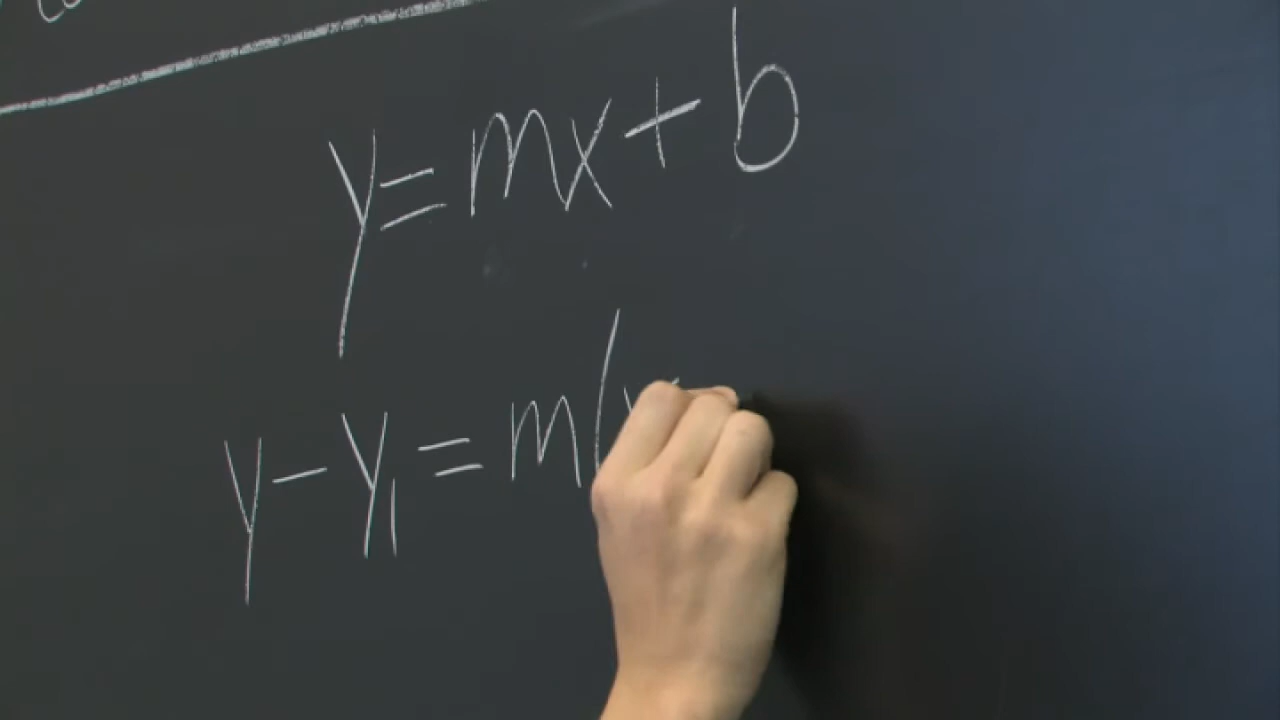 y = mx + b
y - y₁ = m(x